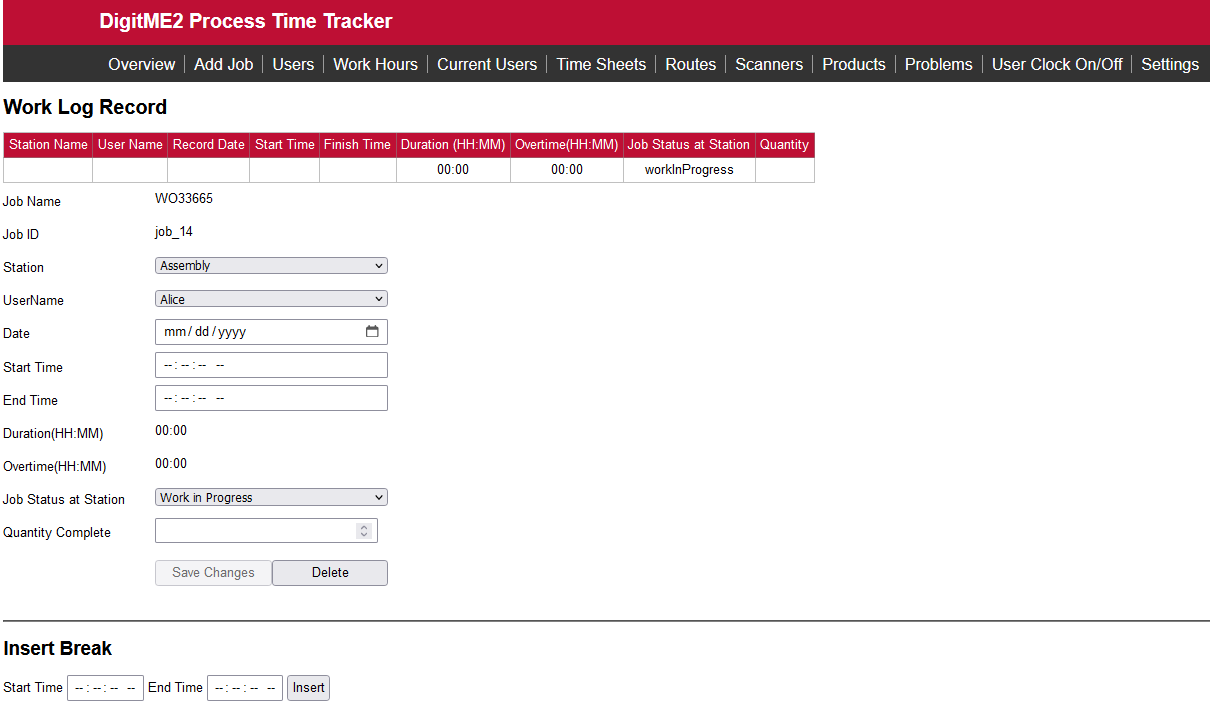 DigitME2 Process Time Tracker
Overview Add Job Users Work Hours Current Users Time Sheets Routes Scanners Products Problems User Clock On/Off Settings
Work Log Record
Station Name User Name Record Date Start Time Finish Time Duration (HH:MM) Overtime(HH:MM) Job Status at Station Quantity
00:00 00:00 workInProgress
Job Name WO33665
Job ID job_14
Station Assembly
UserName Alice
Date mm/dd/yyyy
Start Time --:--:-- --
End Time --:--:-- --
Duration(HH:MM) 00:00
Overtime(HH:MM) 00:00
Job Status at Station Work in Progress
Quantity Complete
Save Changes Delete
Insert Break
Start Time --:--:-- -- End Time --:--:-- -- Insert